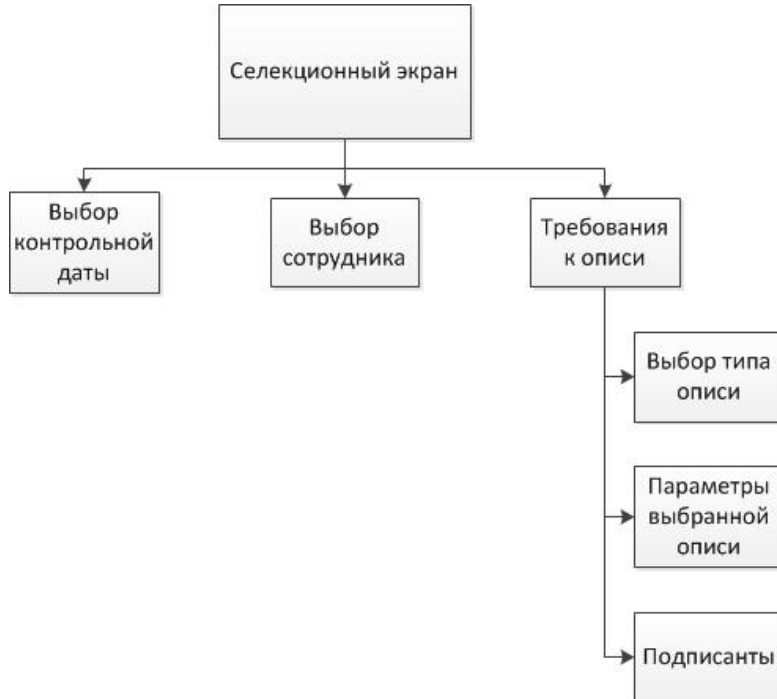 Селекционный экран
Выбор
контрольной
даты
Выбор
сотрудника
Требования
к описи
Выбор типа
описи
Параметры
выбранной
описи
Подписанты